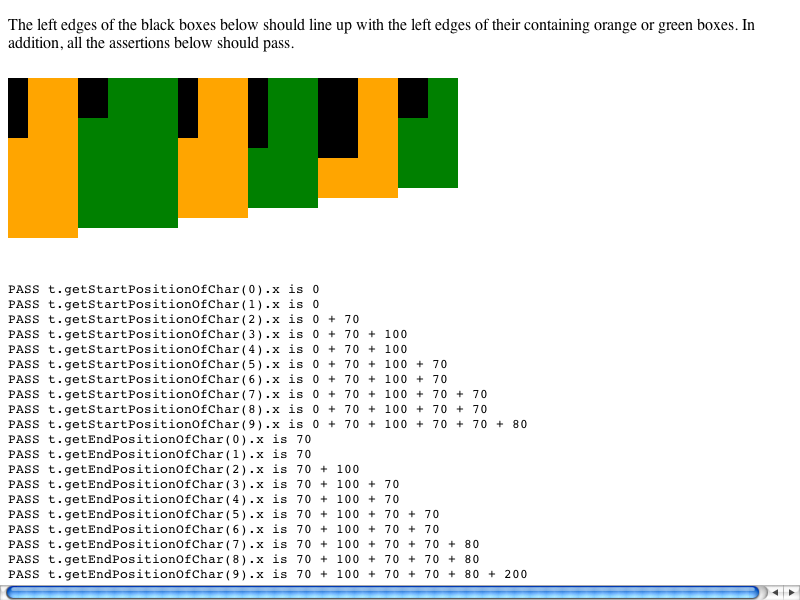 The left edges of the black boxes below should line up with the left edges of their containing orange or green boxes. In
addition, all the assertions below should pass.
PASS t.getStartPositionOfChar(0).x is 0
PASS t.getStartPositionOfChar(1).x is 0
PASS t.getStartPositionOfChar(2).x is 0 + 70
PASS t.getStartPositionOfChar(3).x is 0 + 70 + 100
PASS t.getStartPositionOfChar(4).x is 0 + 70 + 100
PASS t.getStartPositionOfChar(5).x is 0 + 70 + 100 + 70
PASS t.getStartPositionOfChar(6).x is 0 + 70 + 100 + 70
PASS t.getStartPositionOfChar(7).x is 0 + 70 + 100 + 70 + 70
PASS t.getStartPositionOfChar(8).x is 0 + 70 + 100 + 70 + 70
PASS t.getStartPositionOfChar(9).x is 0 + 70 + 100 + 70 + 70 + 80
PASS t.getEndPositionOfChar(0).x is 70
PASS t.getEndPositionOfChar(1).x is 70
PASS t.getEndPositionOfChar(2).x is 70 + 100
PASS t.getEndPositionOfChar(3).x is 70 + 100 + 70
PASS t.getEndPositionOfChar(4).x is 70 + 100 + 70
PASS t.getEndPositionOfChar(5).x is 70 + 100 + 70 + 70
PASS t.getEndPositionOfChar(6).x is 70 + 100 + 70 + 70
PASS t.getEndPositionOfChar(7).x is 70 + 100 + 70 + 70 + 80
PASS t.getEndPositionOfChar(8).x is 70 + 100 + 70 + 70 + 80
PASS t.getEndPositionOfChar(9).x is 70 + 100 + 70 + 70 + 80 + 200